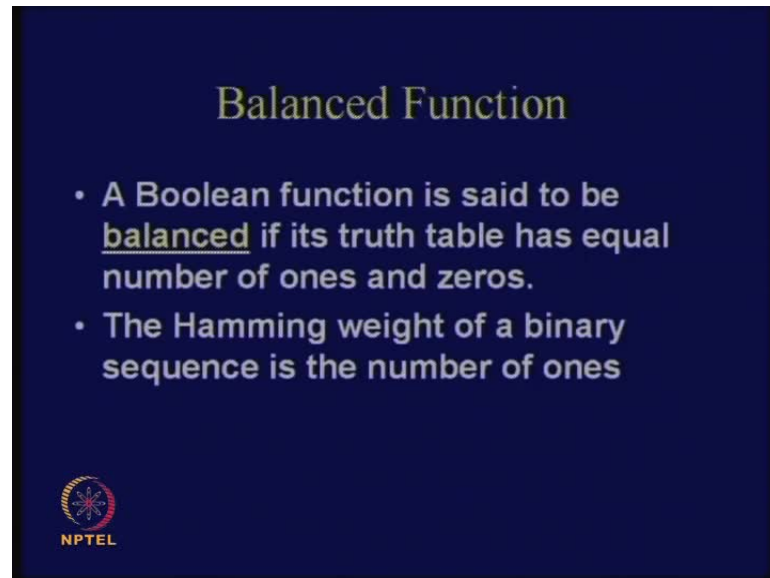 Balanced Function
• A Boolean function is said to be
balanced if its truth table has equal
number of ones and zeros.
• The Hamming weight of a binary
sequence is the number of ones
NPTEL